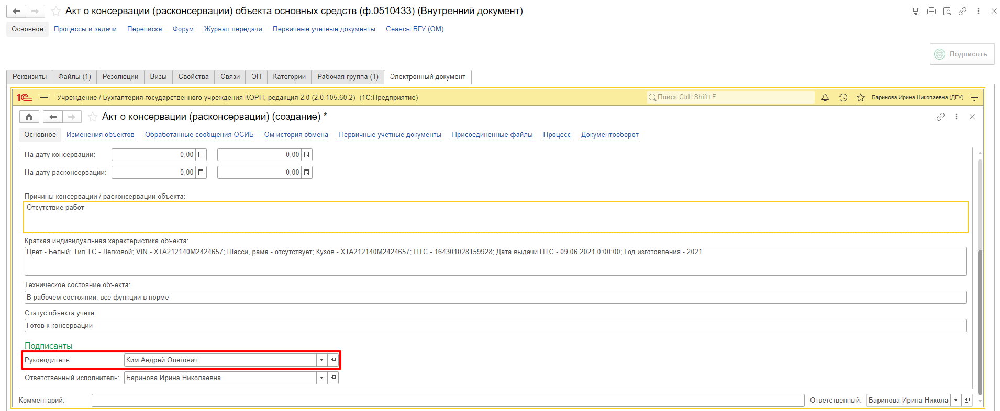 Акт о консервации (расконсервации) объекта основных средств (ф.0510433) (Внутренний документ)
Основное Процессы и задачи Переписка Форум Журнал передачи Первичные учетные документы Сеансы БГУ (ОМ)
Подписать
Реквизиты Файлы (1) Резолюции Визы Свойства Связи ЭП Категории Рабочая группа (1) Электронный документ
1С Учреждение / Бухгалтерия государственного учреждения КОРП, редакция 2.0 (2.0.105.60.2) (1С:Предприятие) Поиск Ctrl+Shift+F Баринова Ирина Николаевна (ДГУ)
Акт о консервации (расконсервации) (создание) *
Основное Изменения объектов Обработанные сообщения ОСИБ Ом история обмена Первичные учетные документы Присоединенные файлы Процесс Документооборот
На дату консервации: 0,00 0,00
На дату расконсервации: 0,00 0,00
Причины консервации / расконсервации объекта:
Отсутствие работ
Краткая индивидуальная характеристика объекта:
Цвет - Белый; Тип ТС - Легковой; VIN - XTA212140M2424657; Шасси, рама - отсутствует; Кузов - XTA212140M2424657; ПТС - 164301028159928; Дата выдачи ПТС - 09.06.2021 0:00:00; Год изготовления - 2021
Техническое состояние объекта:
В рабочем состоянии, все функции в норме
Статус объекта учета:
Готов к консервации
Подписанты
Руководитель: Ким Андрей Олегович
Ответственный исполнитель: Баринова Ирина Николаевна
Комментарий: Ответственный: Баринова Ирина Никола